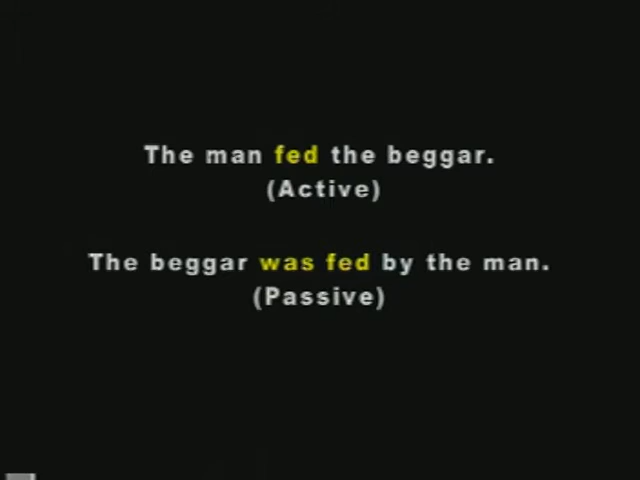 The man fed the beggar.
(Active)
The beggar was fed by the man.
(Passive)